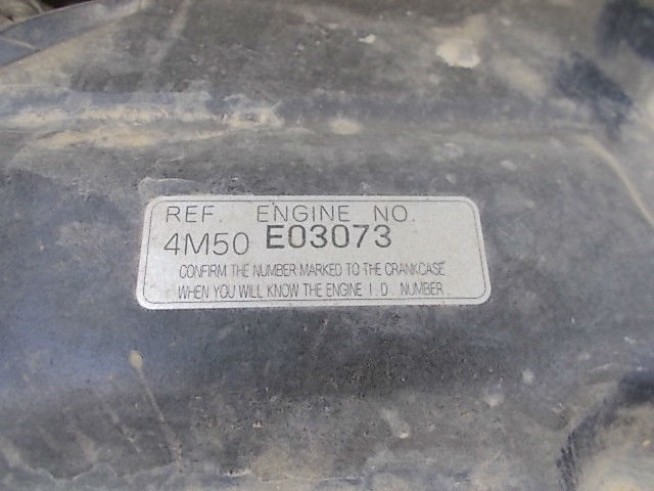 REF. ENGINE NO.
4M50 E03073
CONFIRM THE NUMBER MARKED TO THE CRANKCASE
WHEN YOU WILL KNOW THE ENGINE I.D. NUMBER.